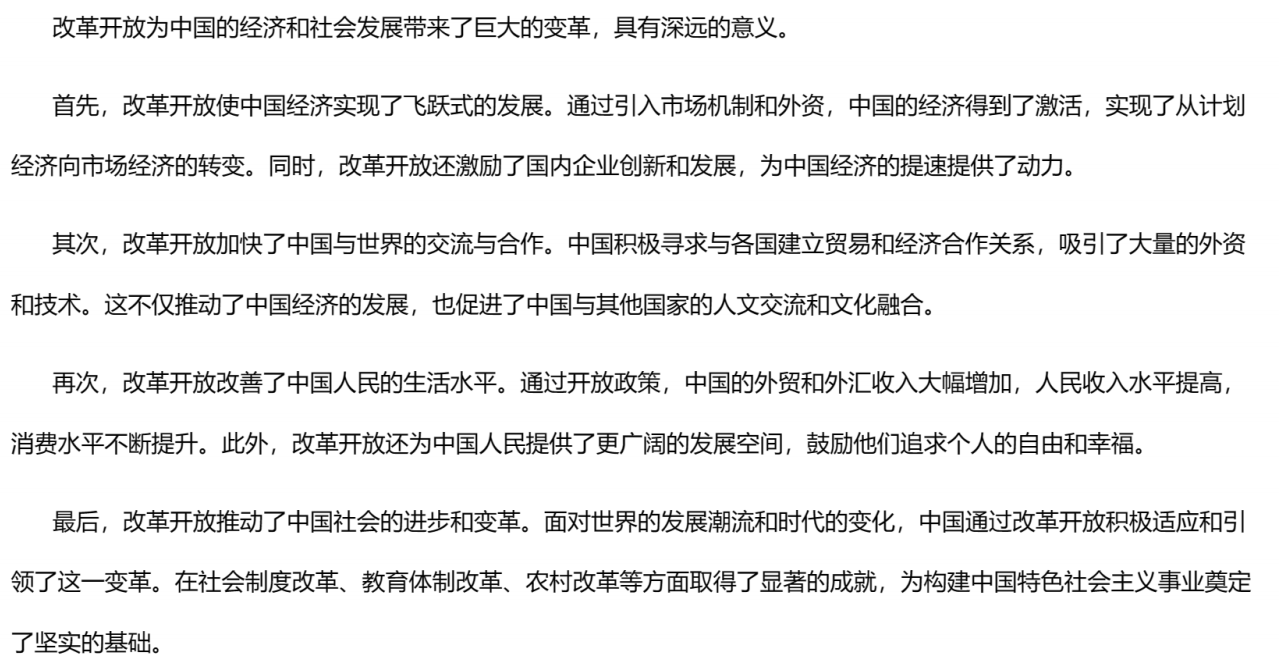 改革开放为中国的经济和社会发展带来了巨大的变革，具有深远的意义。
首先，改革开放使中国经济实现了飞跃式的发展。通过引入市场机制和外资，中国的经济得到了激活，实现了从计划
经济向市场经济的转变。同时，改革开放还激励了国内企业创新和发展，为中国经济的提速提供了动力。
其次，改革开放加快了中国与世界的交流与合作。中国积极寻求与各国建立贸易和经济合作关系，吸引了大量的外资
和技术。这不仅推动了中国经济的发展，也促进了中国与其他国家的人文交流和文化融合。
再次，改革开放改善了中国人民的生活水平。通过开放政策，中国的外贸和外汇收入大幅增加，人民收入水平提高，
消费水平不断提升。此外，改革开放还为中国人民提供了更广阔的发展空间，鼓励他们追求个人的自由和幸福。
最后，改革开放推动了中国社会的进步和变革。面对世界的发展潮流和时代的变化，中国通过改革开放积极适应和引
领了这一变革。在社会制度改革、教育体制改革、农村改革等方面取得了显著的成就，为构建中国特色社会主义事业奠定
了坚实的基础。